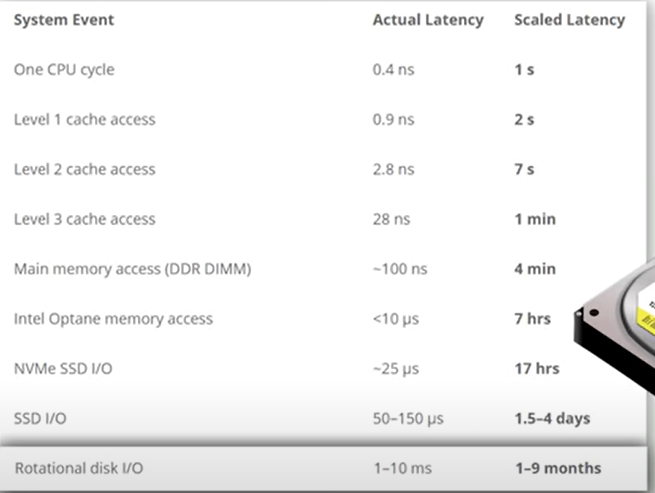 System Event Actual Latency Scaled Latency
One CPU cycle 0.4 ns 1 s
Level 1 cache access 0.9 ns 2 s
Level 2 cache access 2.8 ns 7 s
Level 3 cache access 28 ns 1 min
Main memory access (DDR DIMM) ~100 ns 4 min
Intel Optane memory access <10 μs 7 hrs
NVMe SSD I/O ~25 μs 17 hrs
SSD I/O 50–150 μs 1.5–4 days
Rotational disk I/O 1–10 ms 1–9 months